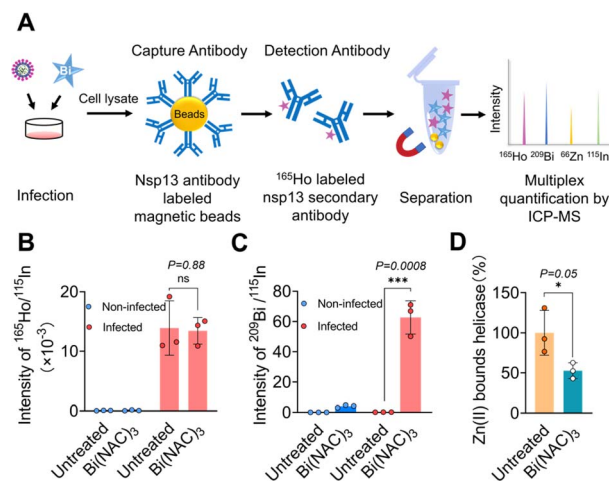 A
Capture Antibody
Detection Antibody
Bi
Cell lysate
Beads
Intensity
¹⁶⁵Ho ²⁰⁹Bi ⁶⁶Zn ¹¹⁵In
Infection
Nsp13 antibody
labeled
magnetic beads
¹⁶⁵Ho labeled
nsp13 secondary
antibody
Separation
Multiplex
quantification by
ICP-MS
B
P=0.88
ns
Non-infected
Infected
Intensity of ¹⁶⁵Ho/¹¹⁵In
(×10⁻³)
20
15
10
5
0
Untreated
Bi(NAC)₃
Untreated
Bi(NAC)₃
C
P=0.0008
***
Non-infected
Infected
Intensity of ²⁰⁹Bi /¹¹⁵In
80
60
40
20
0
Untreated
Bi(NAC)₃
Untreated
Bi(NAC)₃
D
P=0.05
*
Zn(II) bounds helicase(%)
150
100
50
0
Untreated
Bi(NAC)₃